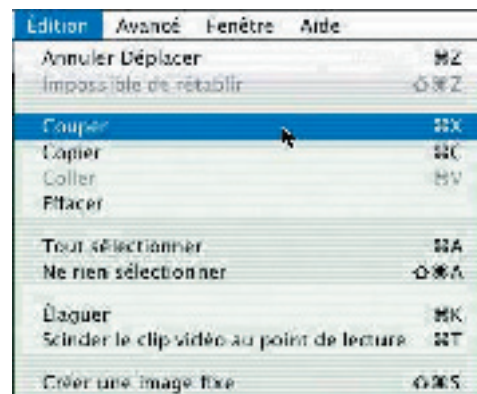 Édition Avancé Fenêtre Aide
Annuler Déplacer ⌘Z
Impossible de rétablir ⇧⌘Z
Couper ⌘X
Copier ⌘C
Coller ⌘V
Effacer
Tout sélectionner ⌘A
Ne rien sélectionner ⇧⌘A
Élaguer ⌘K
Scinder le clip vidéo au point de lecture ⌘T
Créer une image fixe ⇧⌘S